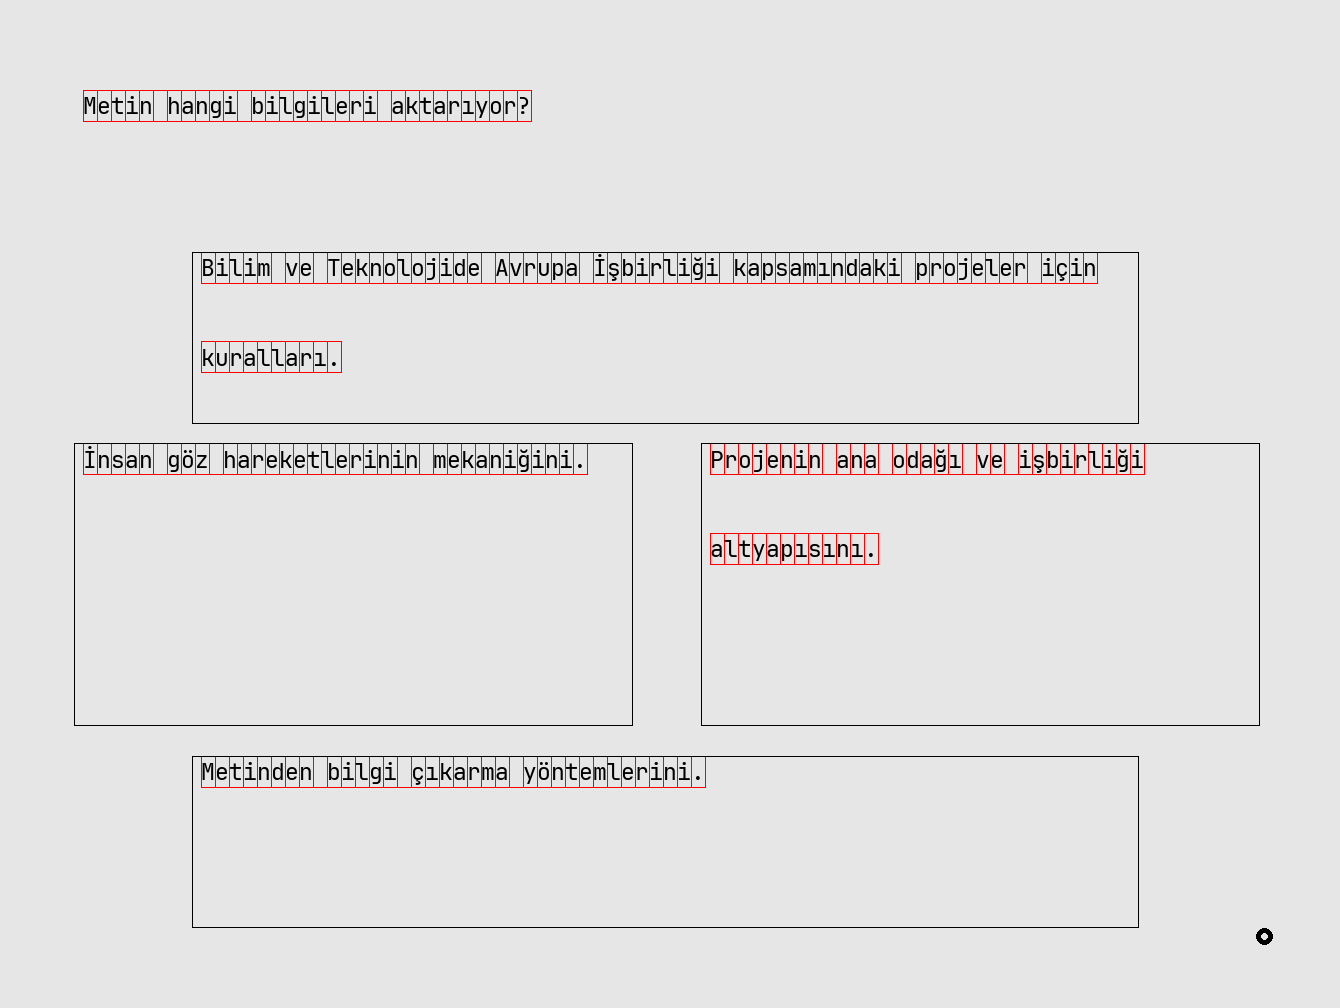 Metin hangi bilgileri aktarıyor?
Bilim ve Teknolojide Avrupa İşbirliği kapsamındaki projeler için
kuralları.
İnsan göz hareketlerinin mekaniğini.
Projenin ana odağı ve işbirliği
altyapısını.
Metinden bilgi çıkarma yöntemlerini.